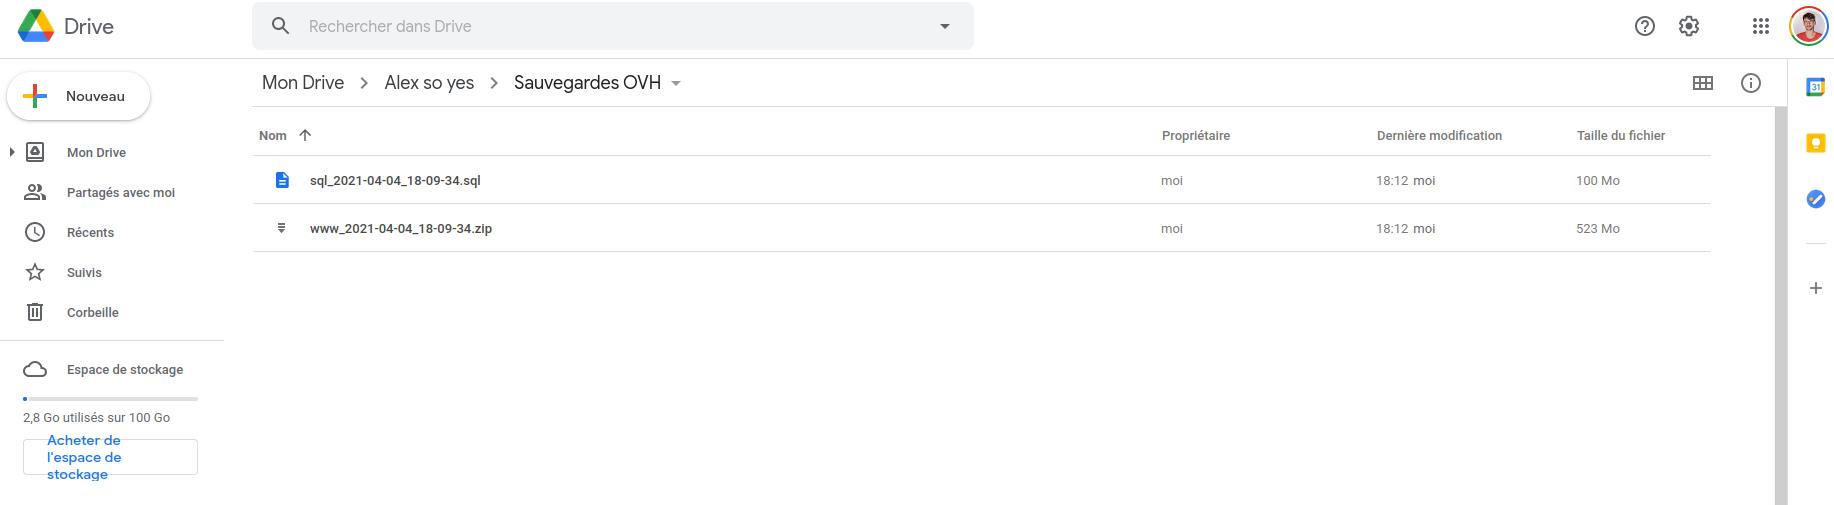 Drive
Rechercher dans Drive
Nouveau
Mon Drive
Partagés avec moi
Récents
Suivis
Corbeille
Espace de stockage
2,8 Go utilisés sur 100 Go
Acheter de
l'espace de
stockage
Mon Drive Alex so yes Sauvegardes OVH
Nom Propriétaire Dernière modification Taille du fichier
sql_2021-04-04_18-09-34.sql moi 18:12 moi 100 Mo
www_2021-04-04_18-09-34.zip moi 18:12 moi 523 Mo
31